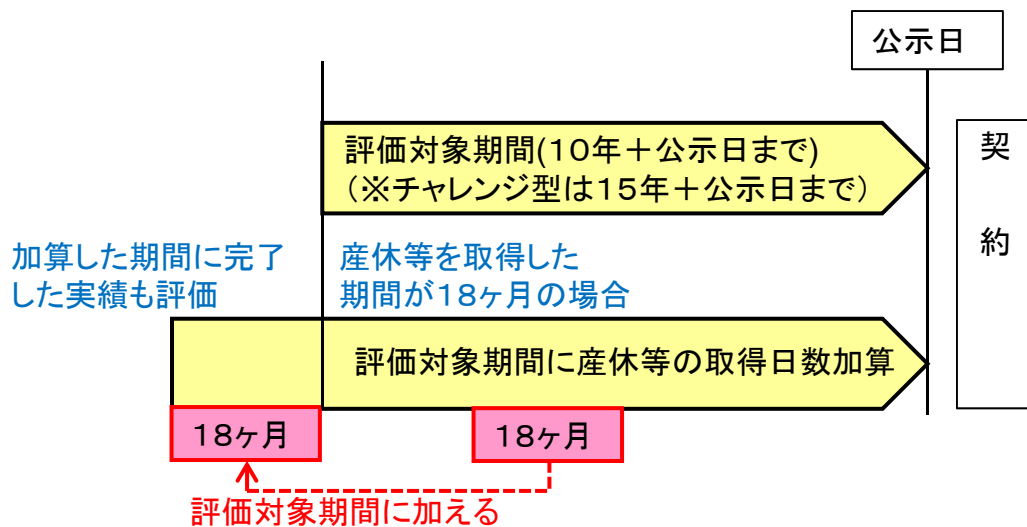 公示日
評価対象期間(10年＋公示日まで)
（※チャレンジ型は15年＋公示日まで）
契
約
加算した期間に完了
した実績も評価
産休等を取得した
期間が18ヶ月の場合
評価対象期間に産休等の取得日数加算
18ヶ月
18ヶ月
評価対象期間に加える